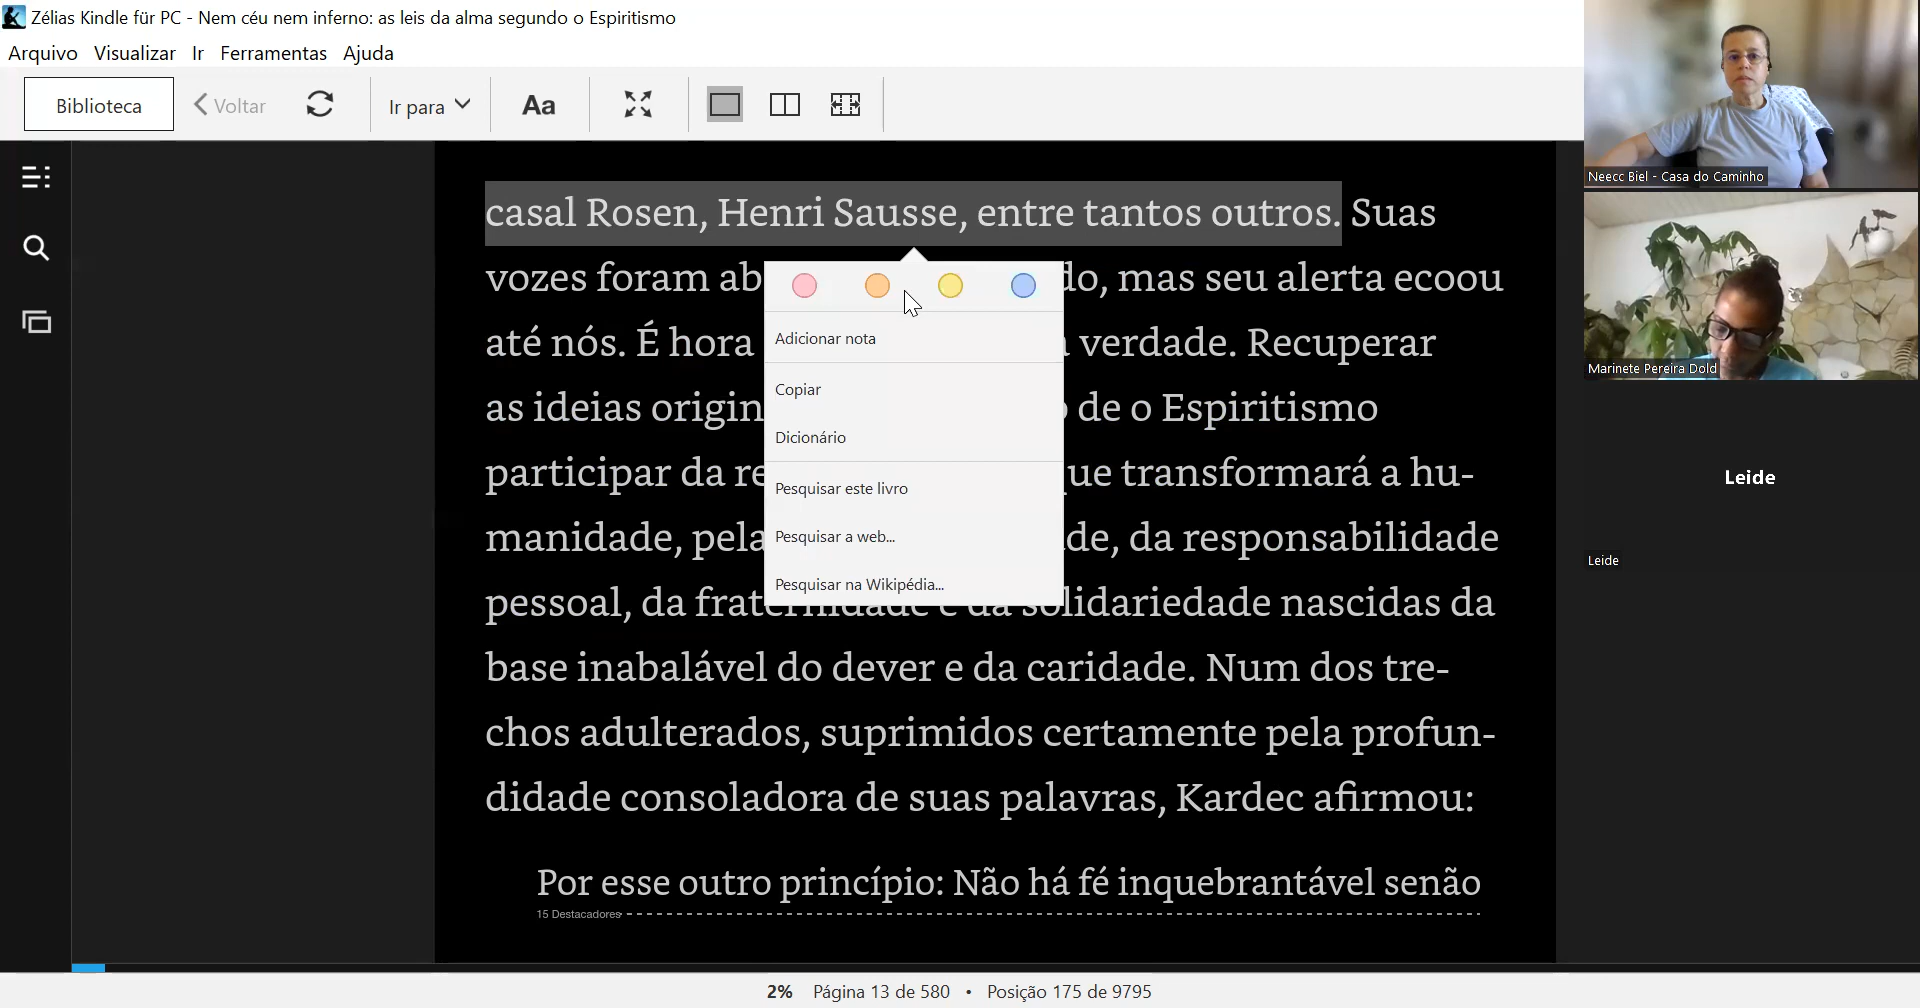 Zélias Kindle für PC - Nem céu nem inferno: as leis da alma segundo o Espiritismo
Arquivo Visualizar Ir Ferramentas Ajuda
Biblioteca Voltar Ir para Aa
casal Rosen, Henri Sausse, entre tantos outros. Suas
vozes foram ab do, mas seu alerta ecoou
até nós. É hora verdade. Recuperar
as ideias origin de o Espiritismo
participar da re ue transformará a hu-
manidade, pela de, da responsabilidade
pessoal, da fraternidade e da solidariedade nascidas da
base inabalável do dever e da caridade. Num dos tre-
chos adulterados, suprimidos certamente pela profun-
didade consoladora de suas palavras, Kardec afirmou:
Por esse outro princípio: Não há fé inquebrantável senão
15 Destacadores
Adicionar nota
Copiar
Dicionário
Pesquisar este livro
Pesquisar a web...
Pesquisar na Wikipédia...
Neecc Biel - Casa do Caminho
Marinete Pereira Dold
Leide
Leide
2% Página 13 de 580 • Posição 175 de 9795